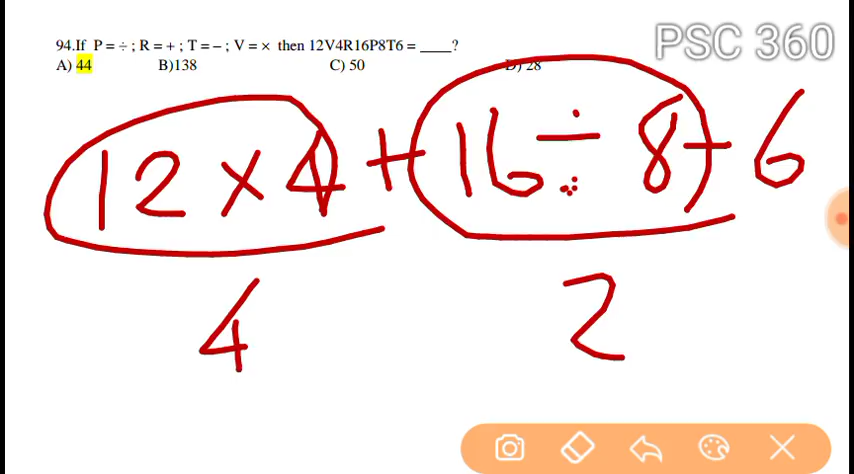 PSC 360
94.If P = ÷ ; R = + ; T = – ; V = × then 12V4R16P8T6 = ____?
A) 44 B)138 C) 50 D) 28
12 × 4 + 16 ÷ 8 - 6
4 2